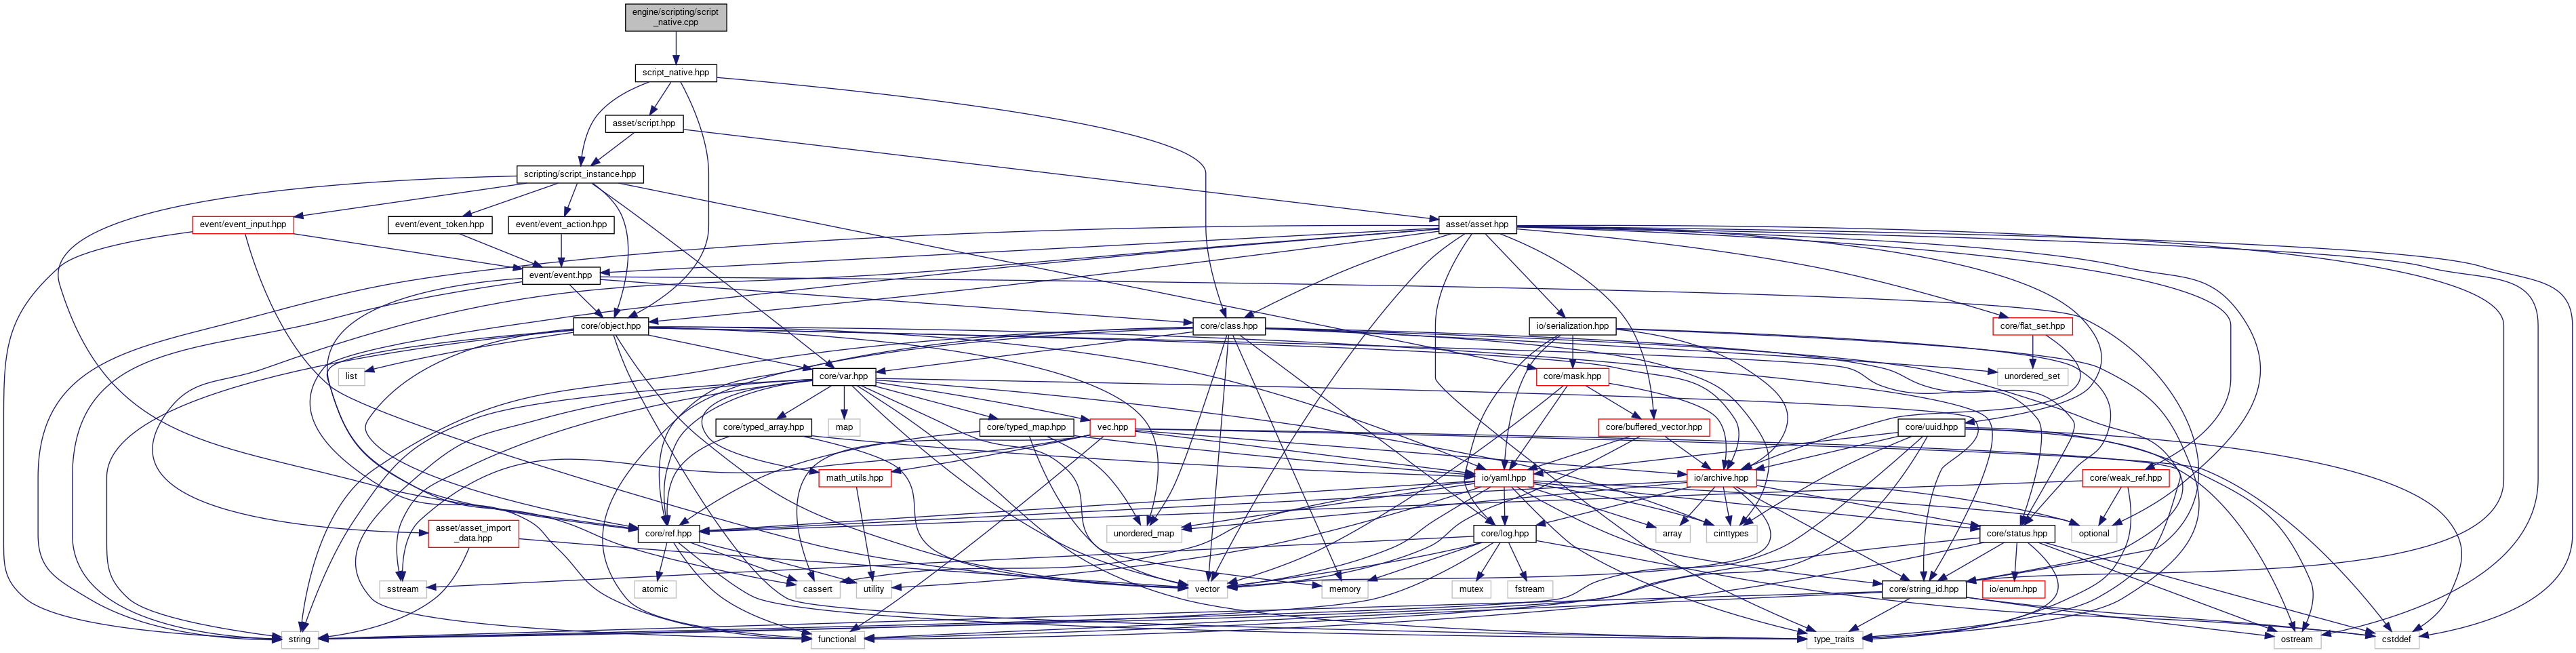 engine/scripting/script
_native.cpp
script_native.hpp
asset/script.hpp
scripting/script_instance.hpp
event/event_input.hpp
event/event_token.hpp
event/event_action.hpp
asset/asset.hpp
event/event.hpp
core/object.hpp
core/class.hpp
io/serialization.hpp
core/flat_set.hpp
list
core/var.hpp
core/mask.hpp
unordered_set
core/typed_array.hpp
map
core/typed_map.hpp
vec.hpp
core/buffered_vector.hpp
core/uuid.hpp
math_utils.hpp
io/yaml.hpp
io/archive.hpp
core/weak_ref.hpp
asset/asset_import
_data.hpp
core/ref.hpp
unordered_map
core/log.hpp
array
cinttypes
core/status.hpp
optional
sstream
atomic
cassert
utility
vector
memory
mutex
fstream
core/string_id.hpp
io/enum.hpp
string
functional
type_traits
ostream
cstddef